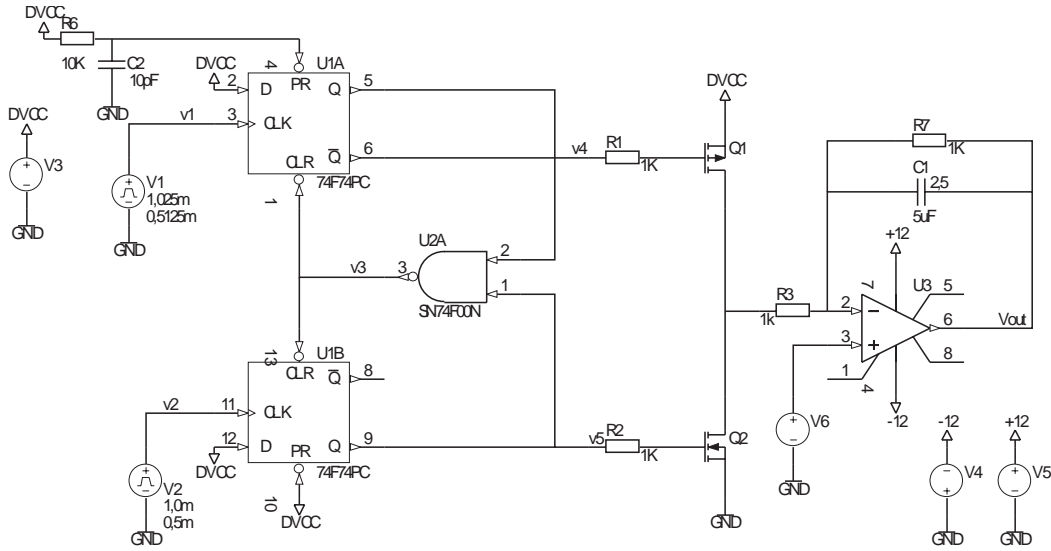 DVCC
R6
10K
C2
10pF
GND
DVCC
V3
GND
v1
V1
1,025m
0,5125m
GND
DVCC
4
U1A
2
D
PR
Q
5
3
CLK
CLR
Q
6
74F74PC
1
U2A
v3
3
2
1
SN74F00N
13
U1B
CLR
Q
8
v2
11
CLK
12
D
PR
Q
9
DVCC
74F74PC
10
DVCC
V2
1,0m
0,5m
GND
v4
R1
1K
v5
R2
1K
DVCC
Q1
Q2
GND
R3
1k
R7
1K
C1
2,5
5uF
+12
7
U3
5
2
6
Vout
3
8
1
4
-12
V6
GND
-12
V4
GND
+12
V5
GND